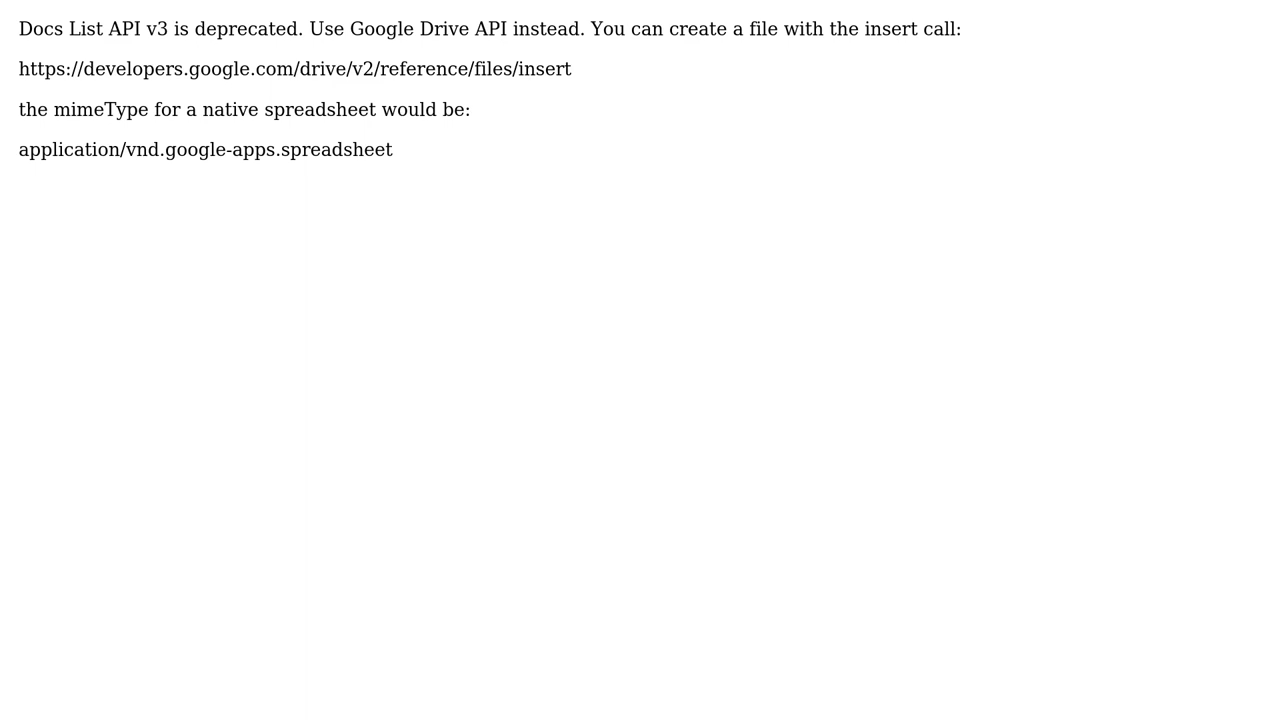 Docs List API v3 is deprecated. Use Google Drive API instead. You can create a file with the insert call:
https://developers.google.com/drive/v2/reference/files/insert
the mimeType for a native spreadsheet would be:
application/vnd.google-apps.spreadsheet